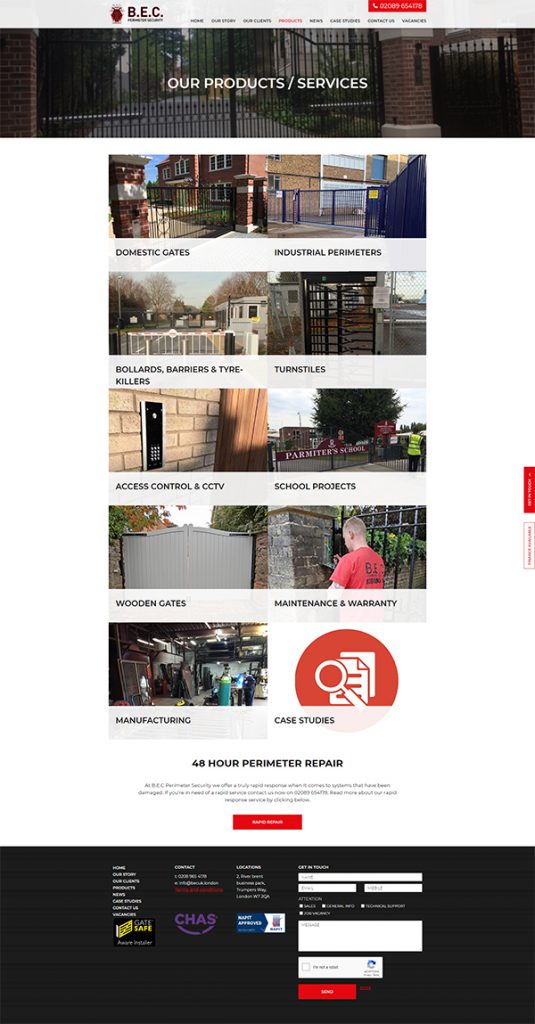 B.E.C.
PERIMETER SECURITY
02089 654178
HOME OUR STORY OUR CLIENTS PRODUCTS NEWS CASE STUDIES CONTACT US VACANCIES
OUR PRODUCTS / SERVICES
DOMESTIC GATES
INDUSTRIAL PERIMETERS
BOLLARDS, BARRIERS & TYRE-
KILLERS
TURNSTILES
PARMITER'S SCHOOL
ACCESS CONTROL & CCTV
SCHOOL PROJECTS
B.E.C
WOODEN GATES
MAINTENANCE & WARRANTY
MANUFACTURING
CASE STUDIES
GET IN TOUCH
FINANCE AVAILABLE
48 HOUR PERIMETER REPAIR
At B.E.C Perimeter Security we offer a truly rapid response when it comes to systems that have been
damaged. If you're in need of a rapid service contact us now on 02089 654178. Read more about our rapid
response service by clicking below.
RAPID REPAIR
HOME
OUR STORY
OUR CLIENTS
PRODUCTS
NEWS
CASE STUDIES
CONTACT US
VACANCIES
GATE
SAFE
Aware Installer
CONTACT
t: 0208 965 4178
e: info@becuk.london
Terms and conditions
CHAS
LOCATIONS
2, River brent
business park,
Trumpers Way,
London W7 2QA
NAPIT
APPROVED
NAPIT
GET IN TOUCH
NAME
EMAIL MOBILE
ATTENTION
SALES GENERAL INFO TECHNICAL SUPPORT
JOB VACANCY
MESSAGE
I'm not a robot
reCAPTCHA
Privacy - Terms
SEND